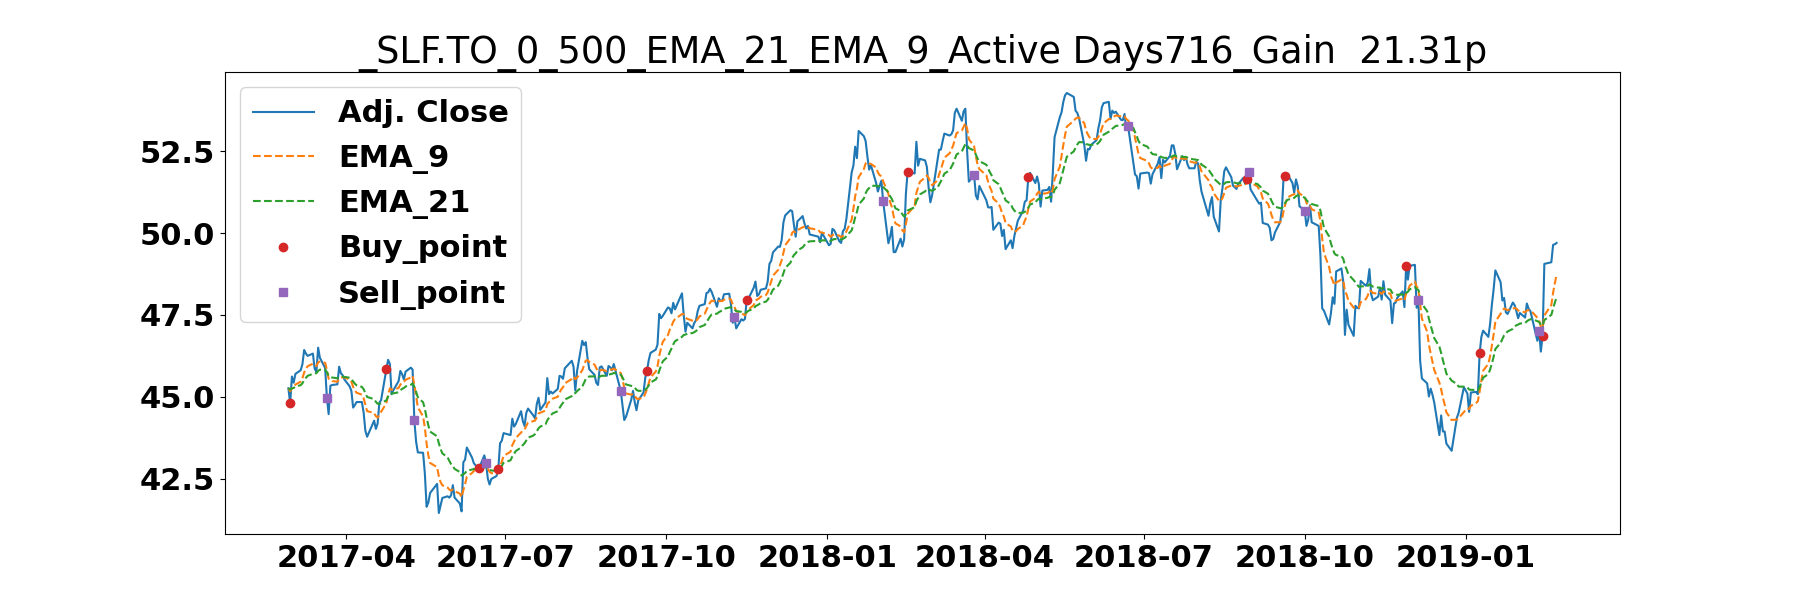 _SLF.TO_0_500_EMA_21_EMA_9_Active Days716_Gain  21.31p
Adj. Close
EMA_9
EMA_21
Buy_point
Sell_point
52.5
50.0
47.5
45.0
42.5
2017-04 2017-07 2017-10 2018-01 2018-04 2018-07 2018-10 2019-01